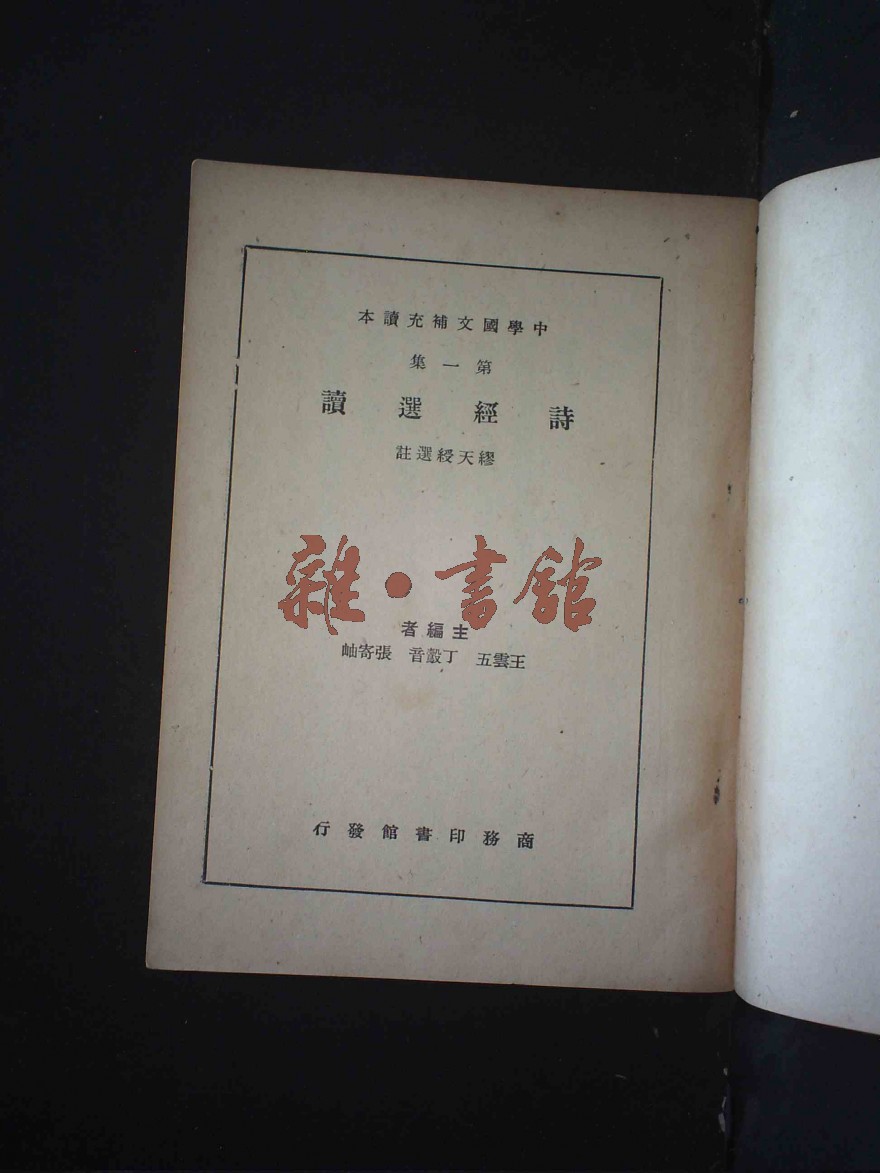 中學國文補充讀本
第一集
詩經選讀
繆天綬選註
雜·書館
主編者
王雲五 丁㲄音 張寄岫
商務印書館發行